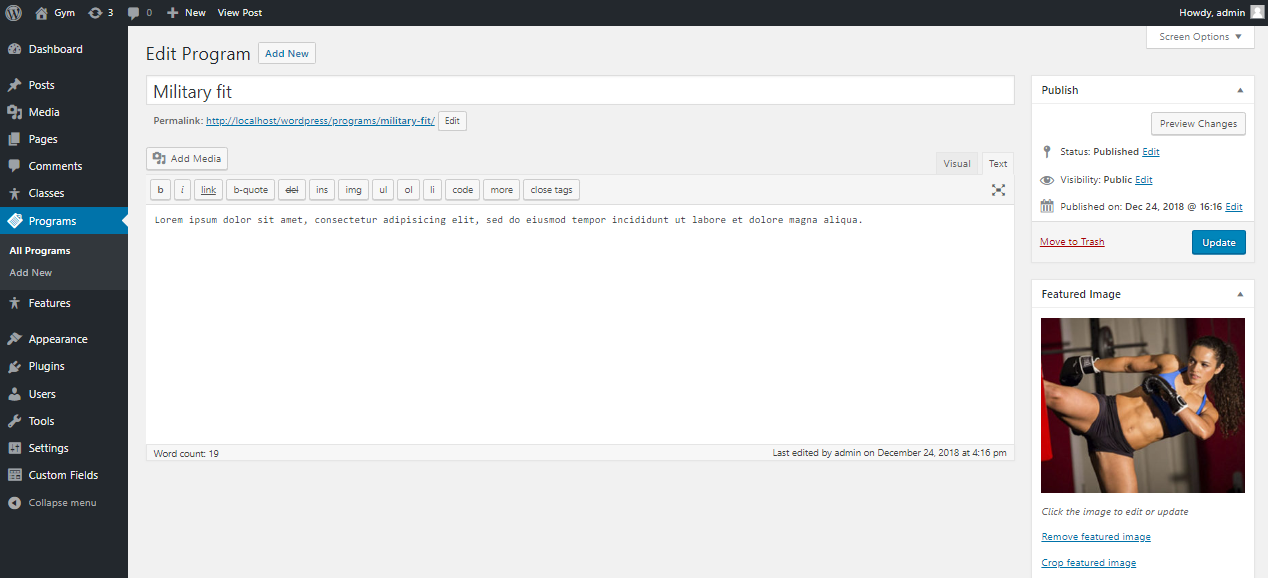 Gym 3 0 New View Post Howdy, admin
Screen Options
Dashboard
Posts
Media
Pages
Comments
Classes
Programs
All Programs
Add New
Features
Appearance
Plugins
Users
Tools
Settings
Custom Fields
Collapse menu
Edit Program Add New
Military fit
Permalink: http://localhost/wordpress/programs/military-fit/ Edit
Add Media
Visual Text
b i link b-quote del ins img ul ol li code more close tags
Lorem ipsum dolor sit amet, consectetur adipisicing elit, sed do eiusmod tempor incididunt ut labore et dolore magna aliqua.
Word count: 19 Last edited by admin on December 24, 2018 at 4:16 pm
Publish
Preview Changes
Status: Published Edit
Visibility: Public Edit
Published on: Dec 24, 2018 @ 16:16 Edit
Move to Trash Update
Featured Image
Click the image to edit or update
Remove featured image
Crop featured image